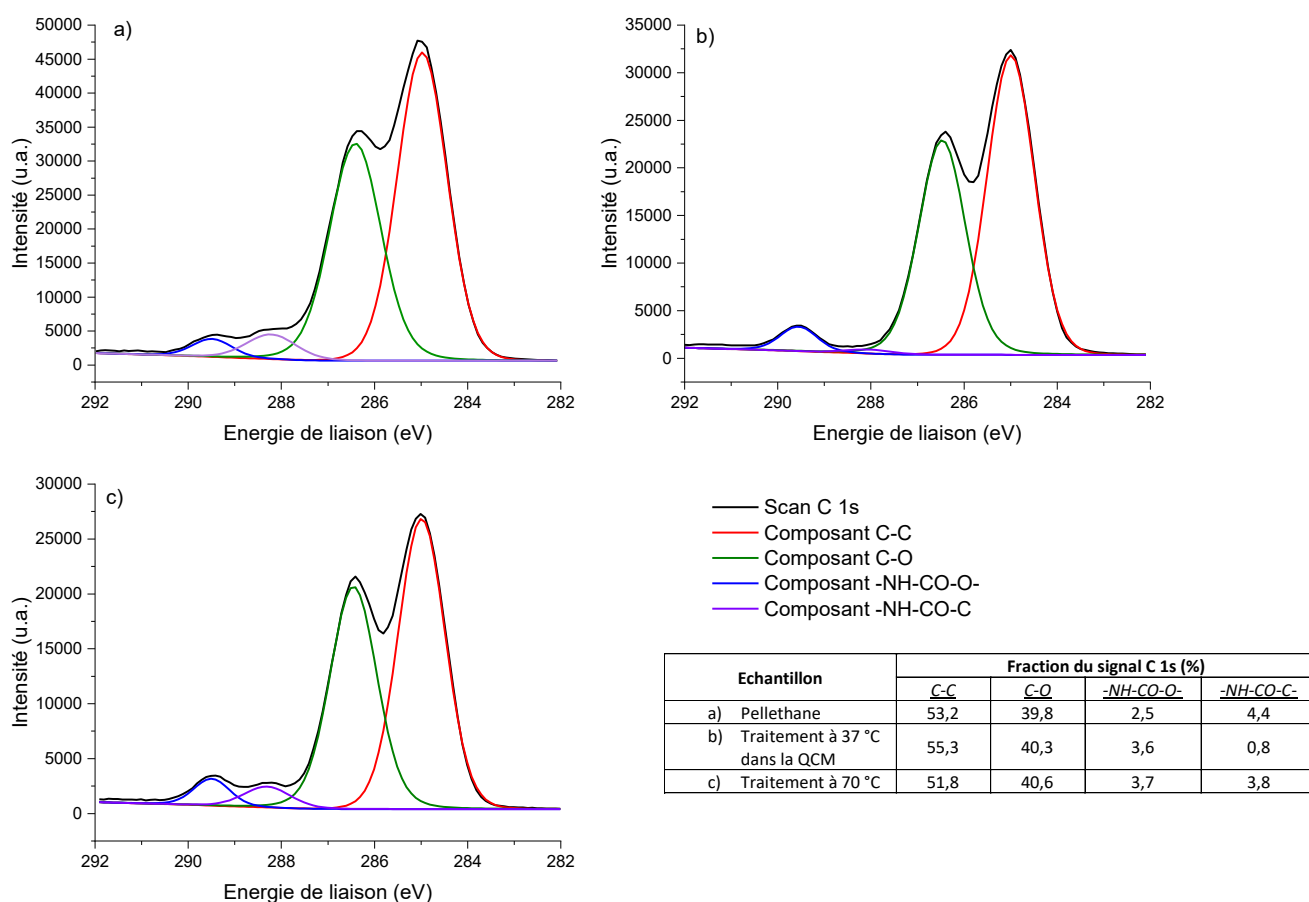 a)
50000
45000
40000
35000
30000
25000
20000
15000
10000
5000
0
Intensité (u.a.)
292 290 288 286 284 282
Energie de liaison (eV)
b)
35000
30000
25000
20000
15000
10000
5000
0
Intensité (u.a.)
292 290 288 286 284 282
Energie de liaison (eV)
c)
30000
25000
20000
15000
10000
5000
0
Intensité (u.a.)
292 290 288 286 284 282
Energie de liaison (eV)
Scan C 1s
Composant C-C
Composant C-O
Composant -NH-CO-O-
Composant -NH-CO-C
Echantillon Fraction du signal C 1s (%)
C-C C-O -NH-CO-O- -NH-CO-C-
a) Pellethane 53,2 39,8 2,5 4,4
b) Traitement à 37 °C
dans la QCM 55,3 40,3 3,6 0,8
c) Traitement à 70 °C 51,8 40,6 3,7 3,8